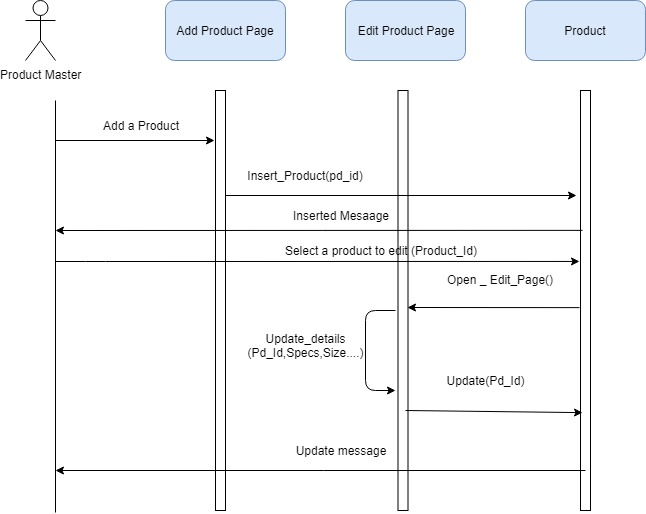 Add Product Page
Edit Product Page
Product
Product Master
Add a Product
Insert_Product(pd_id)
Inserted Mesaage
Select a product to edit (Product_Id)
Open _ Edit_Page()
Update_details
(Pd_Id,Specs,Size....)
Update(Pd_Id)
Update message